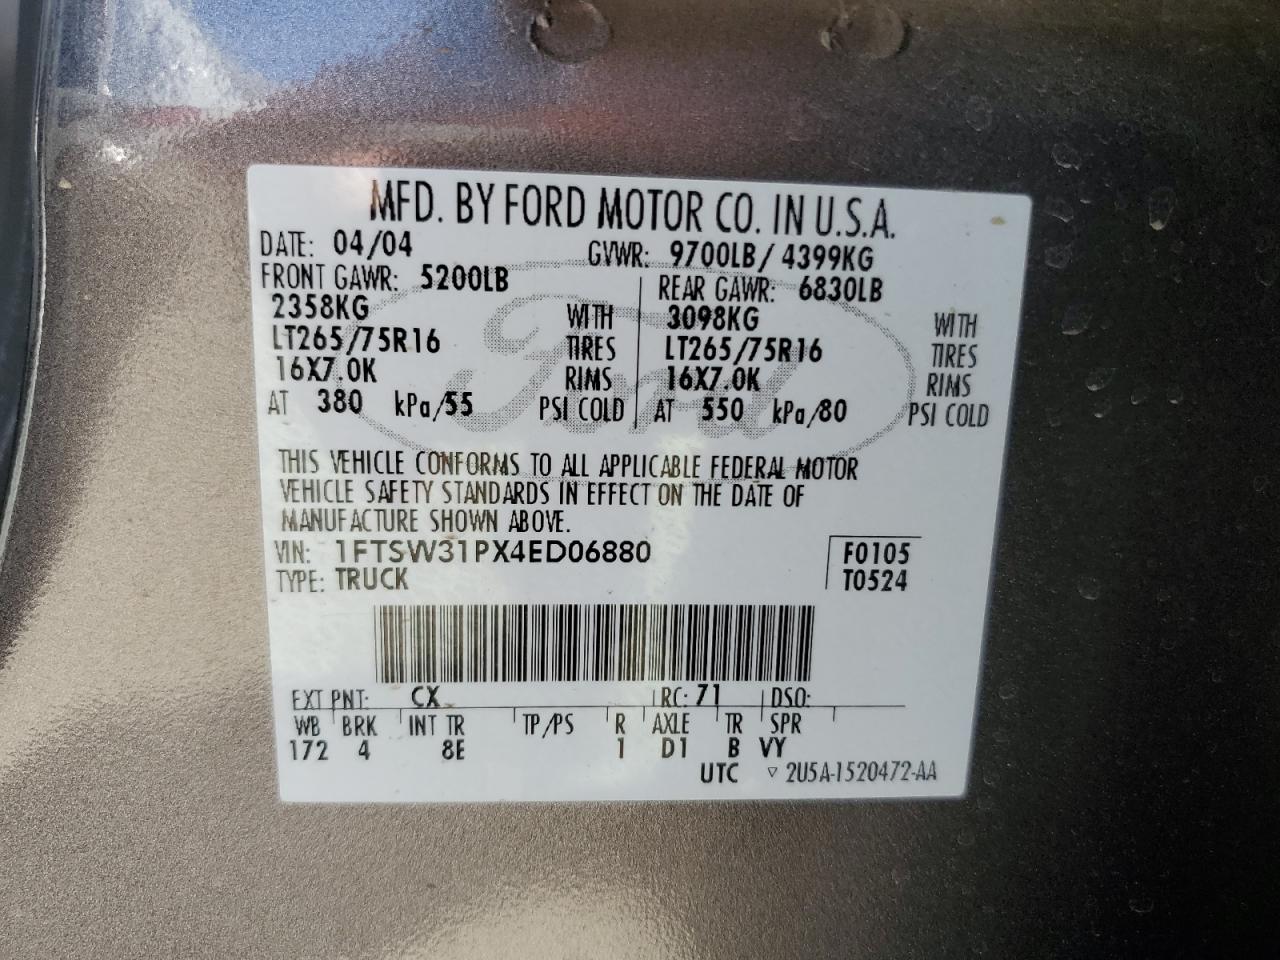 MFD. BY FORD MOTOR CO. IN U.S.A.
DATE: 04/04 GVWR: 9700LB/ 4399KG
FRONT GAWR: 5200LB REAR GAWR: 6830LB
2358KG WITH 3098KG WITH
LT265/75R16 TIRES LT265/75R16 TIRES
16X7.0K RIMS 16X7.0K RIMS
AT 380 kPa/55 PSI COLD AT 550 kPa/80 PSI COLD
Ford
THIS VEHICLE CONFORMS TO ALL APPLICABLE FEDERAL MOTOR
VEHICLE SAFETY STANDARDS IN EFFECT ON THE DATE OF
MANUFACTURE SHOWN ABOVE.
VIN: 1FTSW31PX4ED06880 F0105
TYPE: TRUCK T0524
EXT PNT: CX RC: 71 DSO:
WB BRK INT TR TP/PS R AXLE TR SPR
172 4 8E 1 D1 B VY
UTC ▽ 2U5A-1520472-AA